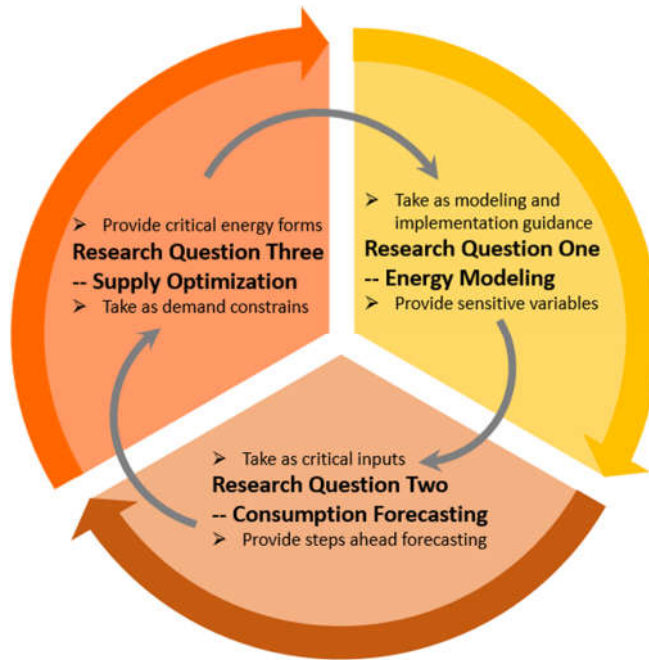 ➤ Provide critical energy forms
Research Question Three
-- Supply Optimization
➤ Take as demand constrains
➤ Take as modeling and
implementation guidance
Research Question One
-- Energy Modeling
➤ Provide sensitive variables
➤ Take as critical inputs
Research Question Two
-- Consumption Forecasting
➤ Provide steps ahead forecasting